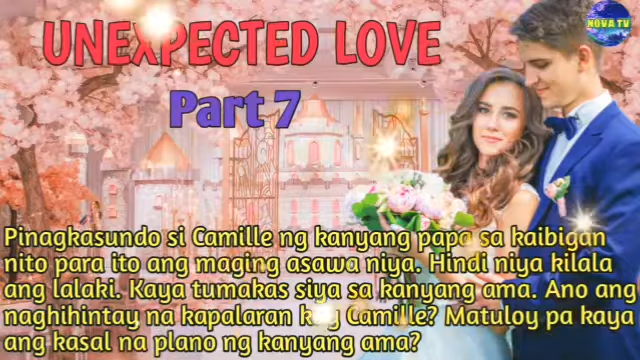 UNEXPECTED LOVE
NOVA TV
Part 7
Pinagkasundo si Camille ng kanyang papa sa kaibigan
nito para ito ang maging asawa niya. Hindi niya kilala
ang lalaki. Kaya tumakas siya sa kanyang ama. Ano ang
naghihintay na kapalaran kay Camille? Matuloy pa kaya
ang kasal na plano ng kanyang ama?